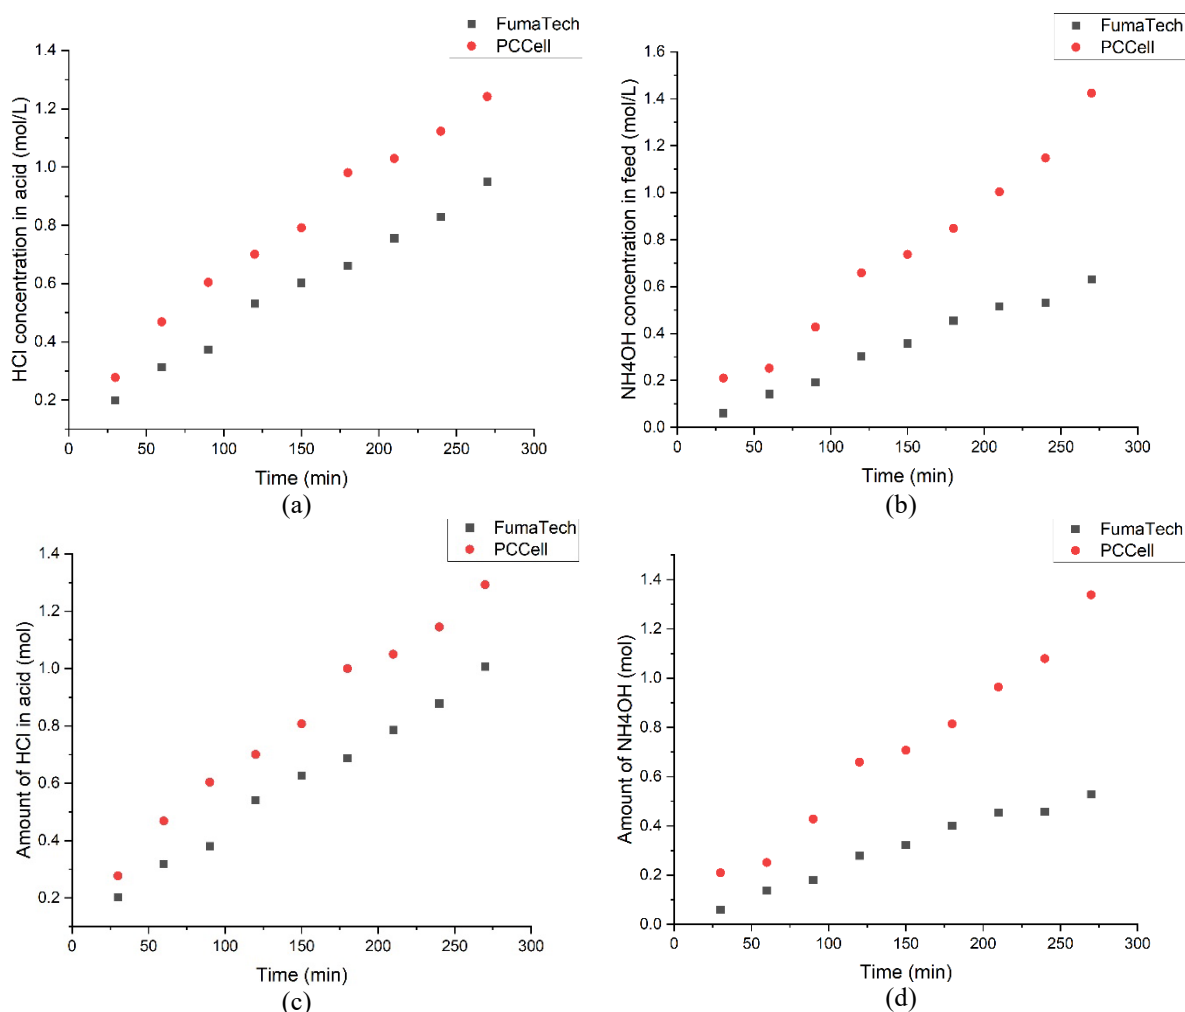 FumaTech
PCCell
HCl concentration in acid (mol/L)
1.4
1.2
1.0
0.8
0.6
0.4
0.2
0 50 100 150 200 250 300
Time (min)
(a)
FumaTech
PCCell
NH4OH concentration in feed (mol/L)
1.6
1.4
1.2
1.0
0.8
0.6
0.4
0.2
0.0
0 50 100 150 200 250 300
Time (min)
(b)
FumaTech
PCCell
Amount of HCl in acid (mol)
1.4
1.2
1.0
0.8
0.6
0.4
0.2
0 50 100 150 200 250 300
Time (min)
(c)
FumaTech
PCCell
Amount of NH4OH (mol)
1.4
1.2
1.0
0.8
0.6
0.4
0.2
0.0
0 50 100 150 200 250 300
Time (min)
(d)